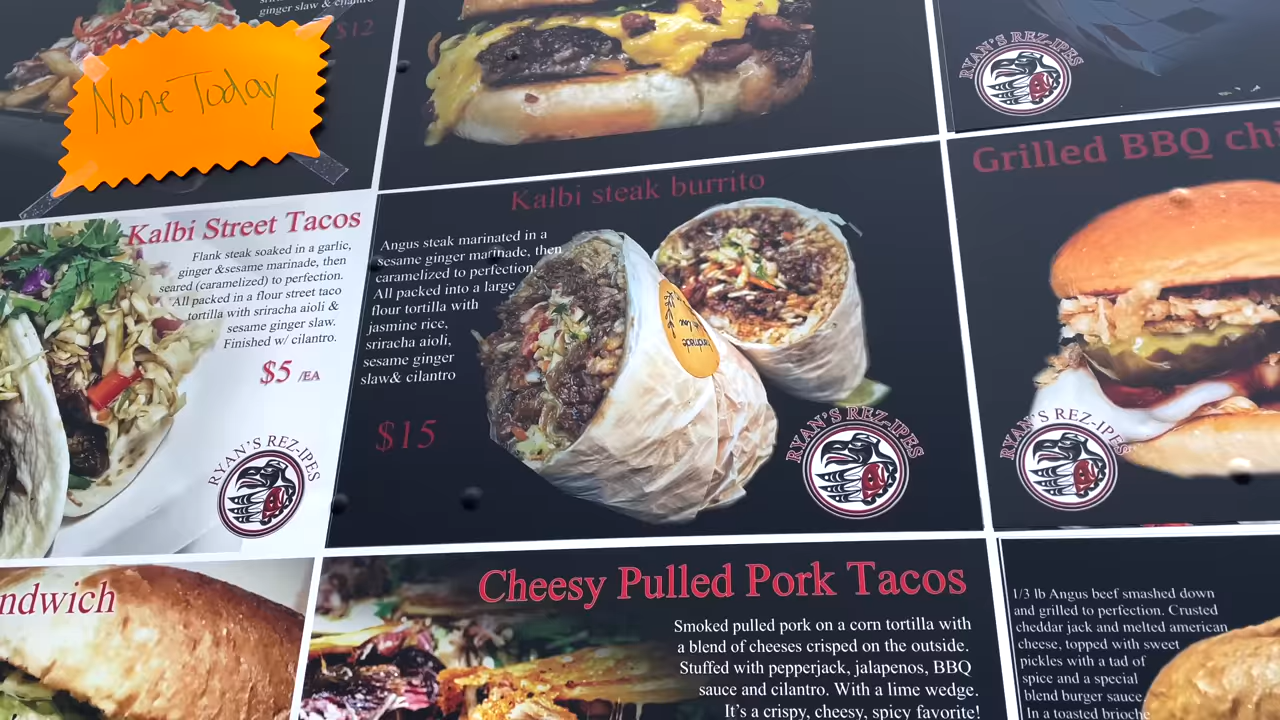 ginger slaw & cilantro
$12
None Today
RYAN'S REZ-IPES
Kalbi Street Tacos
Flank steak soaked in a garlic,
ginger &sesame marinade, then
seared (caramelized) to perfection.
All packed in a flour street taco
tortilla with sriracha aioli &
sesame ginger slaw.
Finished w/ cilantro.
$5 /EA
RYAN'S REZ-IPES
Kalbi steak burrito
Angus steak marinated in a
sesame ginger marinade, then
caramelized to perfection.
All packed into a large
flour tortilla with
jasmine rice,
sriracha aioli,
sesame ginger
slaw& cilantro
$15
RYAN'S REZ-IPES
Grilled BBQ chi
RYAN'S REZ-IPES
ndwich
Cheesy Pulled Pork Tacos
Smoked pulled pork on a corn tortilla with
a blend of cheeses crisped on the outside.
Stuffed with pepperjack, jalapenos, BBQ
sauce and cilantro. With a lime wedge.
It's a crispy, cheesy, spicy favorite!
1/3 lb Angus beef smashed down
and grilled to perfection. Crusted
cheddar jack and melted american
cheese, topped with sweet
pickles with a tad of
spice and a special
blend burger sauce
In a toasted brioche